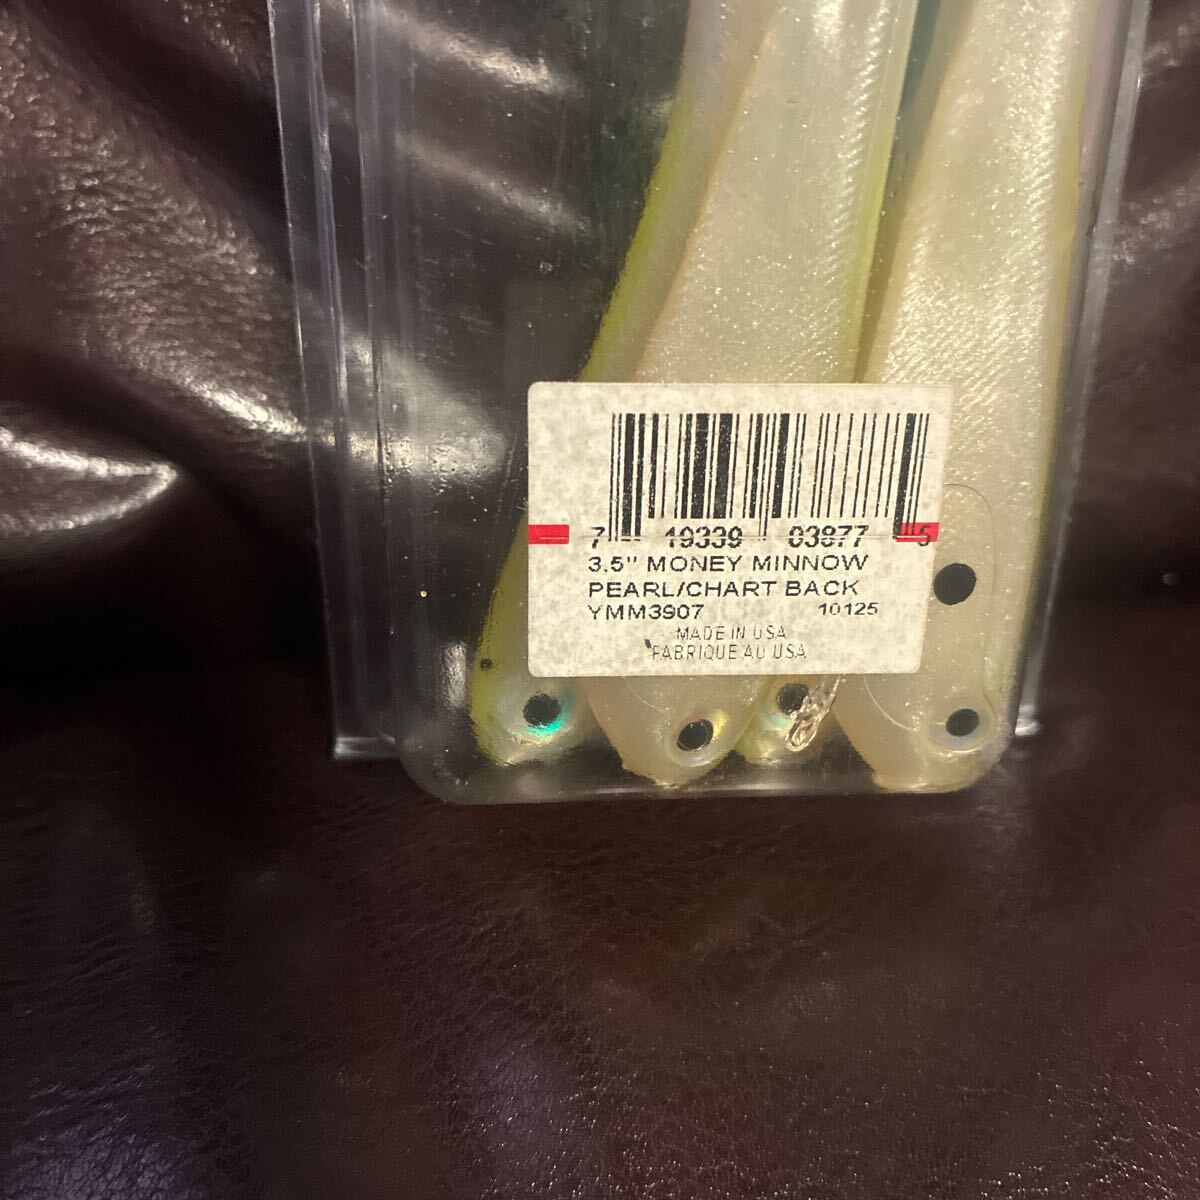 7 19339 03877 5
3.5" MONEY MINNOW
PEARL/CHART BACK
YMM3907 10125
MADE IN USA
FABRIQUE AU USA